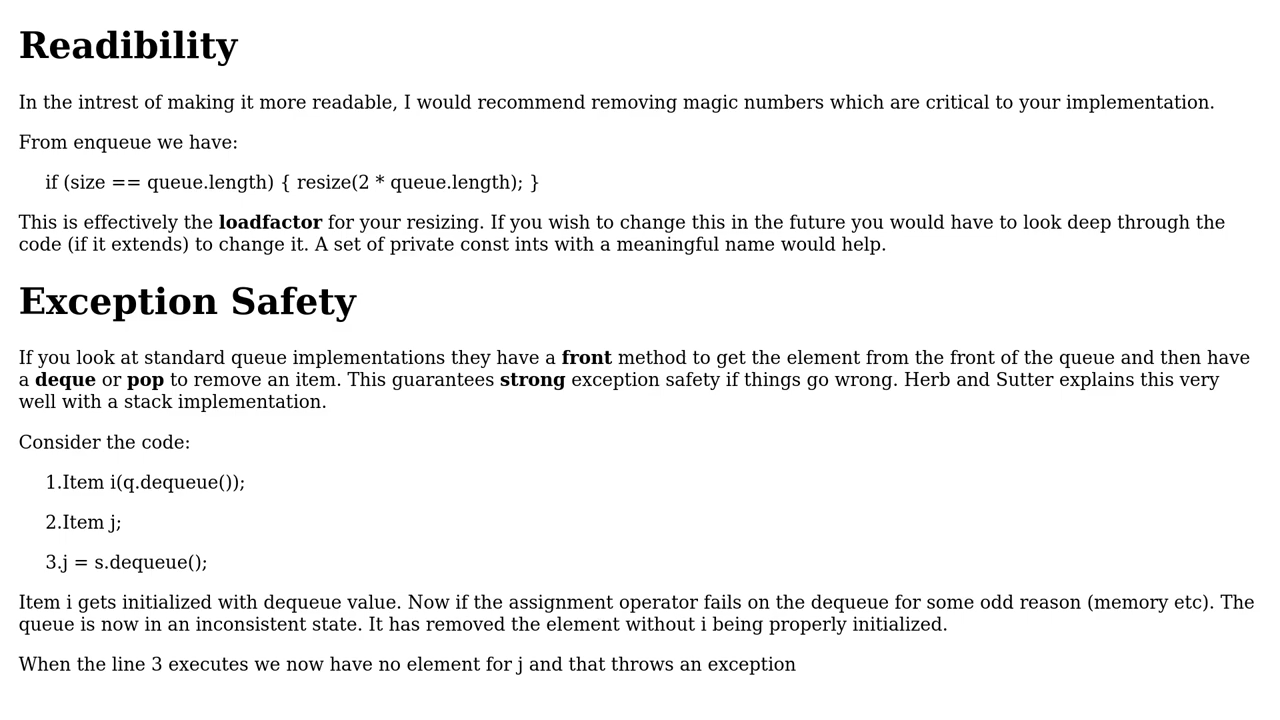 Readibility
In the intrest of making it more readable, I would recommend removing magic numbers which are critical to your implementation.
From enqueue we have:
if (size == queue.length) { resize(2 * queue.length); }
This is effectively the loadfactor for your resizing. If you wish to change this in the future you would have to look deep through the
code (if it extends) to change it. A set of private const ints with a meaningful name would help.
Exception Safety
If you look at standard queue implementations they have a front method to get the element from the front of the queue and then have
a deque or pop to remove an item. This guarantees strong exception safety if things go wrong. Herb and Sutter explains this very
well with a stack implementation.
Consider the code:
1.Item i(q.dequeue());
2.Item j;
3.j = s.dequeue();
Item i gets initialized with dequeue value. Now if the assignment operator fails on the dequeue for some odd reason (memory etc). The
queue is now in an inconsistent state. It has removed the element without i being properly initialized.
When the line 3 executes we now have no element for j and that throws an exception